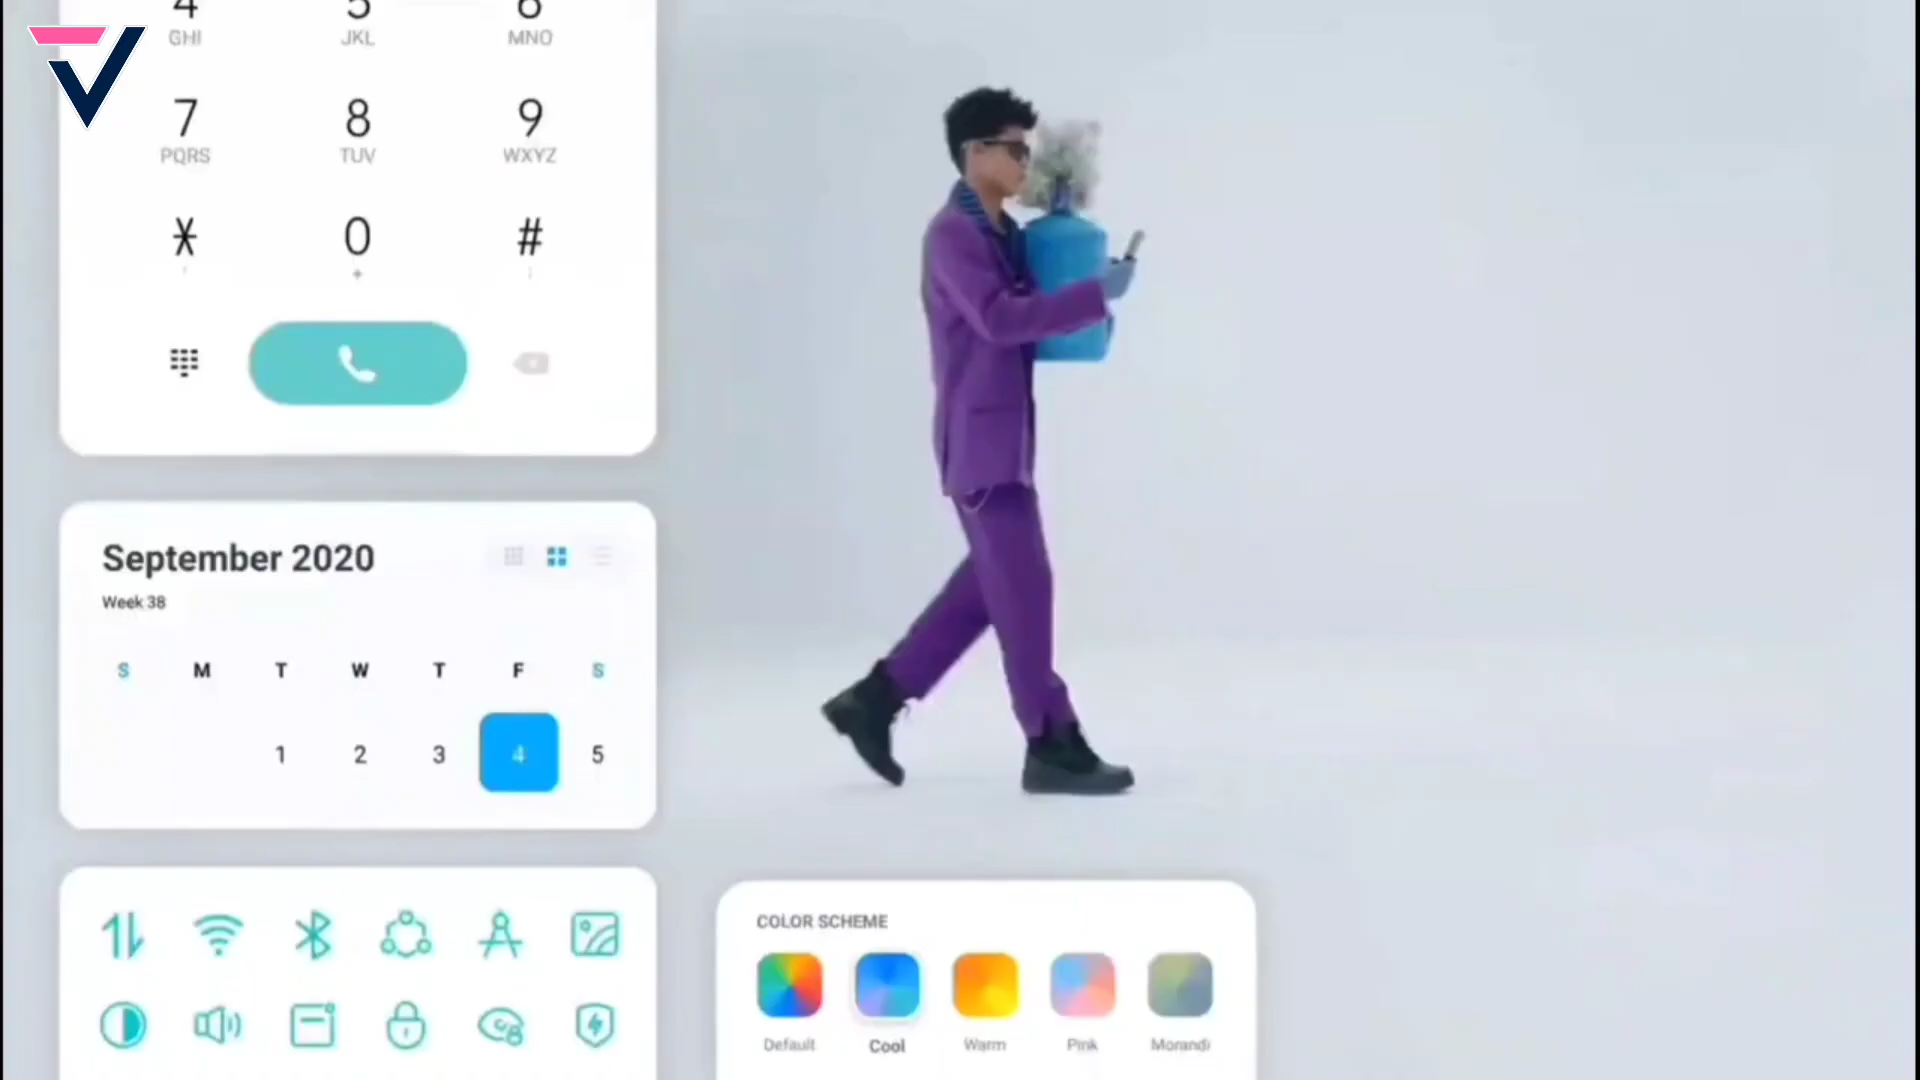 4 5 6
GHI JKL MNO
7 8 9
PQRS TUV WXYZ
* 0 #
, + ;
September 2020
Week 38
S M T W T F S
1 2 3 4 5
COLOR SCHEME
Default Cool Warm Pink Morandi